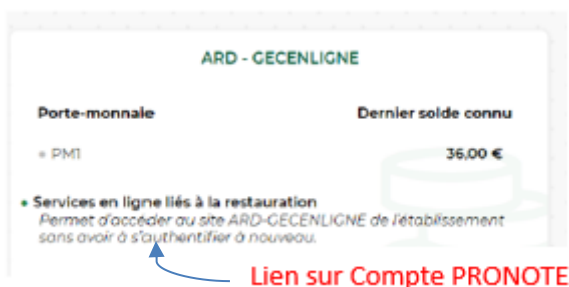 ARD - GECENLIGNE
Porte-monnaie Dernier solde connu
PM1 36,00 €
• Services en ligne liés à la restauration
Permet d'accéder au site ARD-GECENLIGNE de l'établissement
sans avoir à s'authentifier à nouveau.
Lien sur Compte PRONOTE